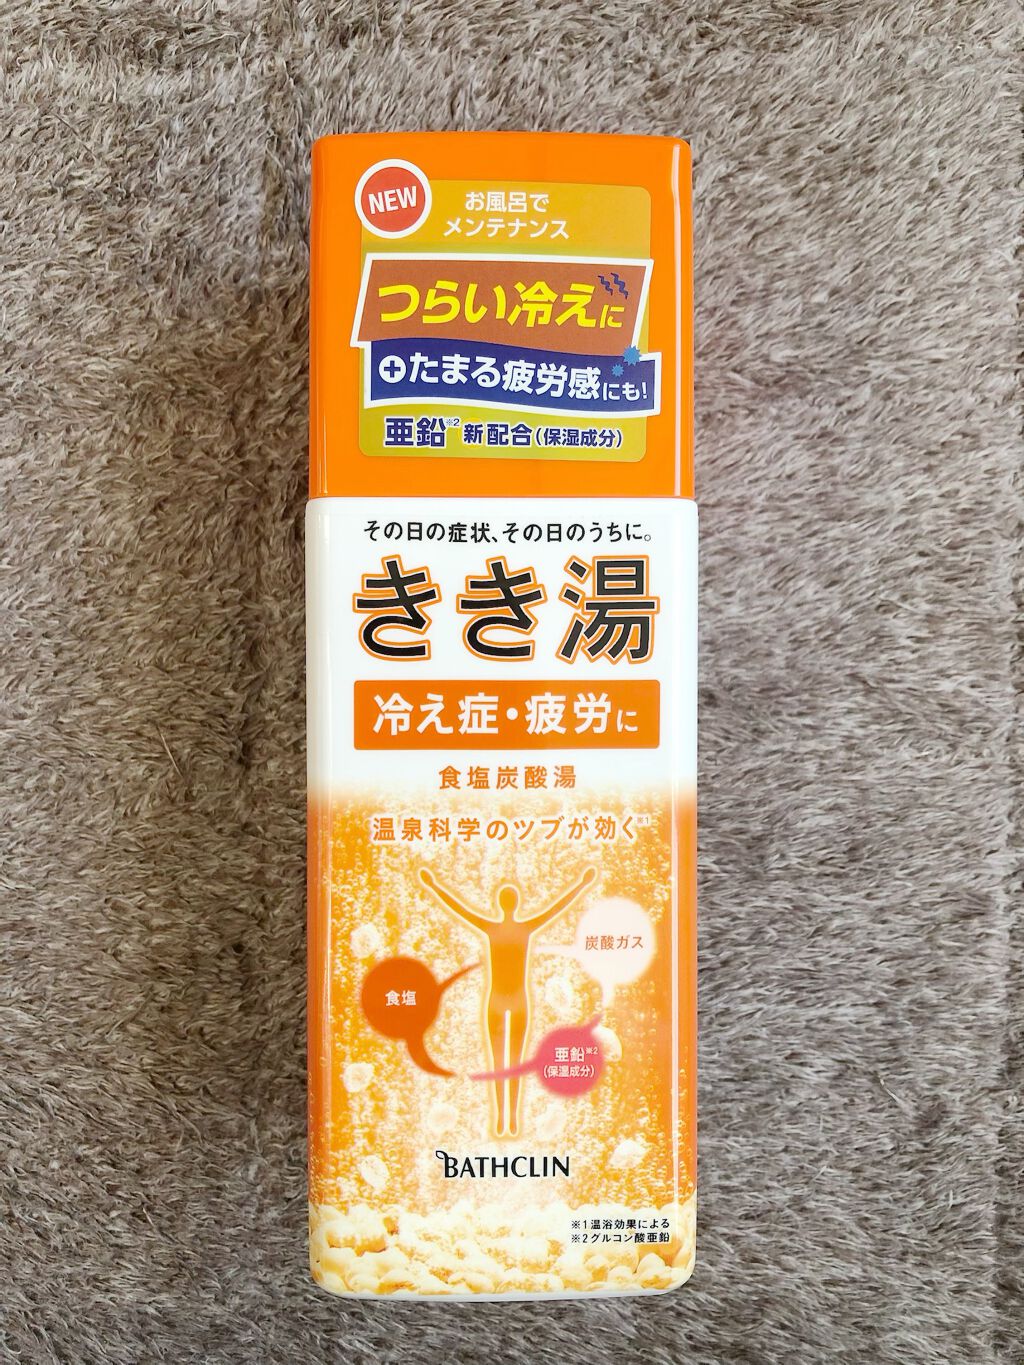 NEW
お風呂で
メンテナンス
つらい冷えに
+たまる疲労感にも!
亜鉛※2新配合(保湿成分)
その日の症状、その日のうちに。
きき湯
冷え症・疲労に
食塩炭酸湯
温泉科学のツブが効く※1
炭酸ガス
食塩
亜鉛※2
(保湿成分)
BATHCLIN
※1温浴効果による
※2グルコン酸亜鉛